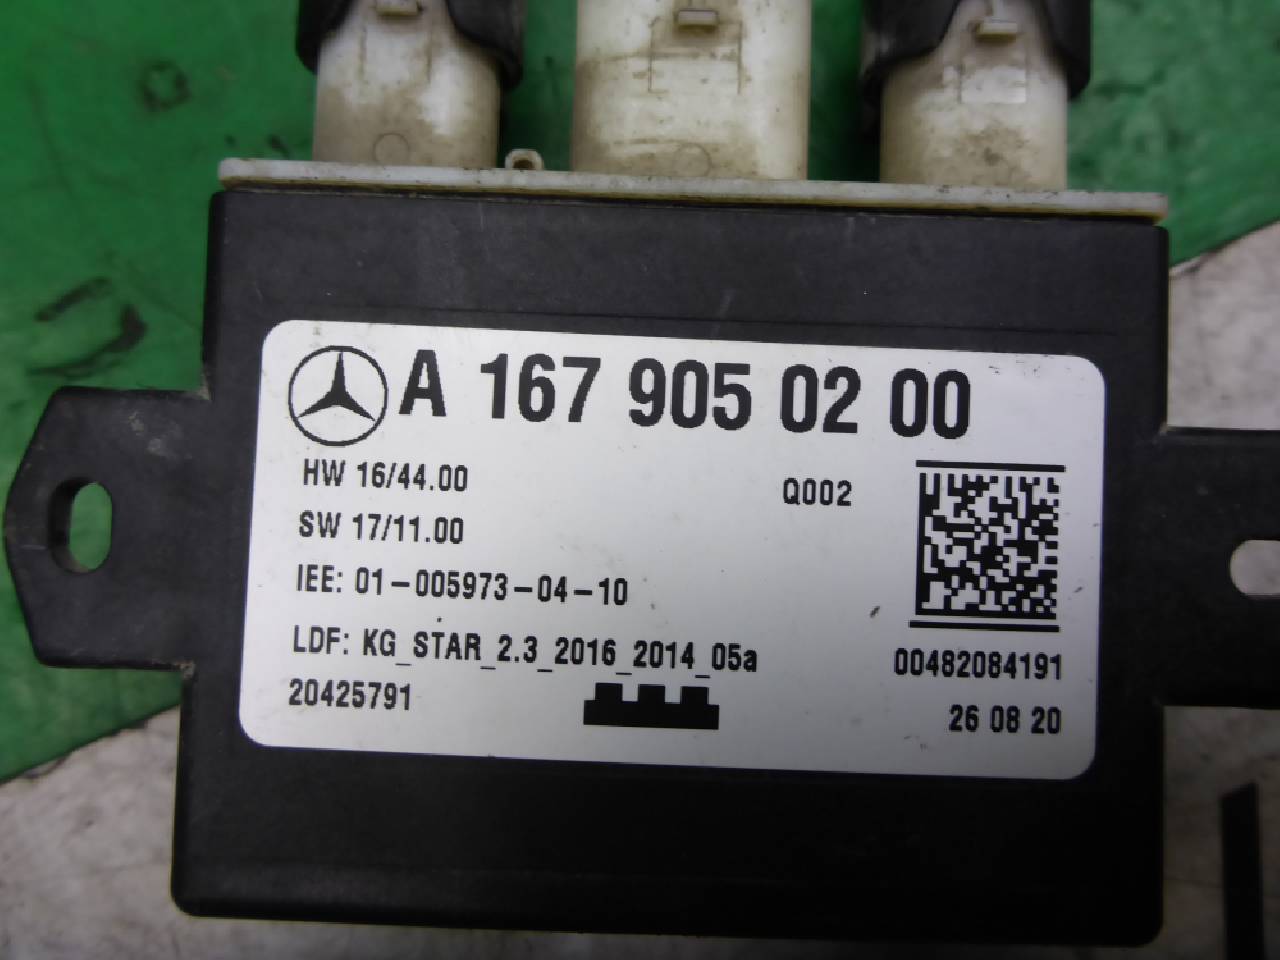 A 167 905 02 00
HW 16/44.00
Q002
SW 17/11.00
IEE: 01-005973-04-10
LDF: KG_STAR_2.3_2016_2014_05a
00482084191
20425791
26 08 20